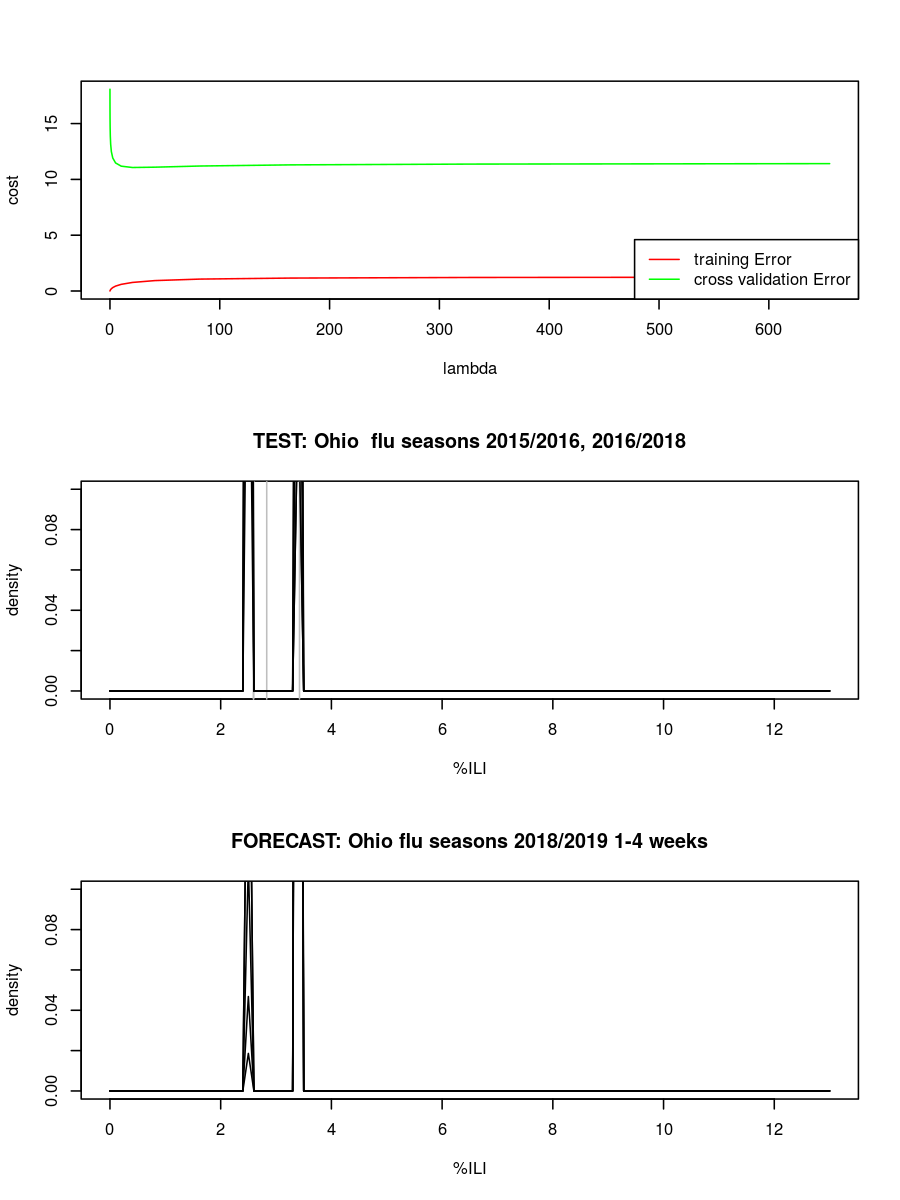 15
10
5
0
cost
training Error
cross validation Error
0 100 200 300 400 500 600
lambda
TEST: Ohio  flu seasons 2015/2016, 2016/2018
0.08
0.04
0.00
density
0 2 4 6 8 10 12
%ILI
FORECAST: Ohio flu seasons 2018/2019 1-4 weeks
0.08
0.04
0.00
density
0 2 4 6 8 10 12
%ILI